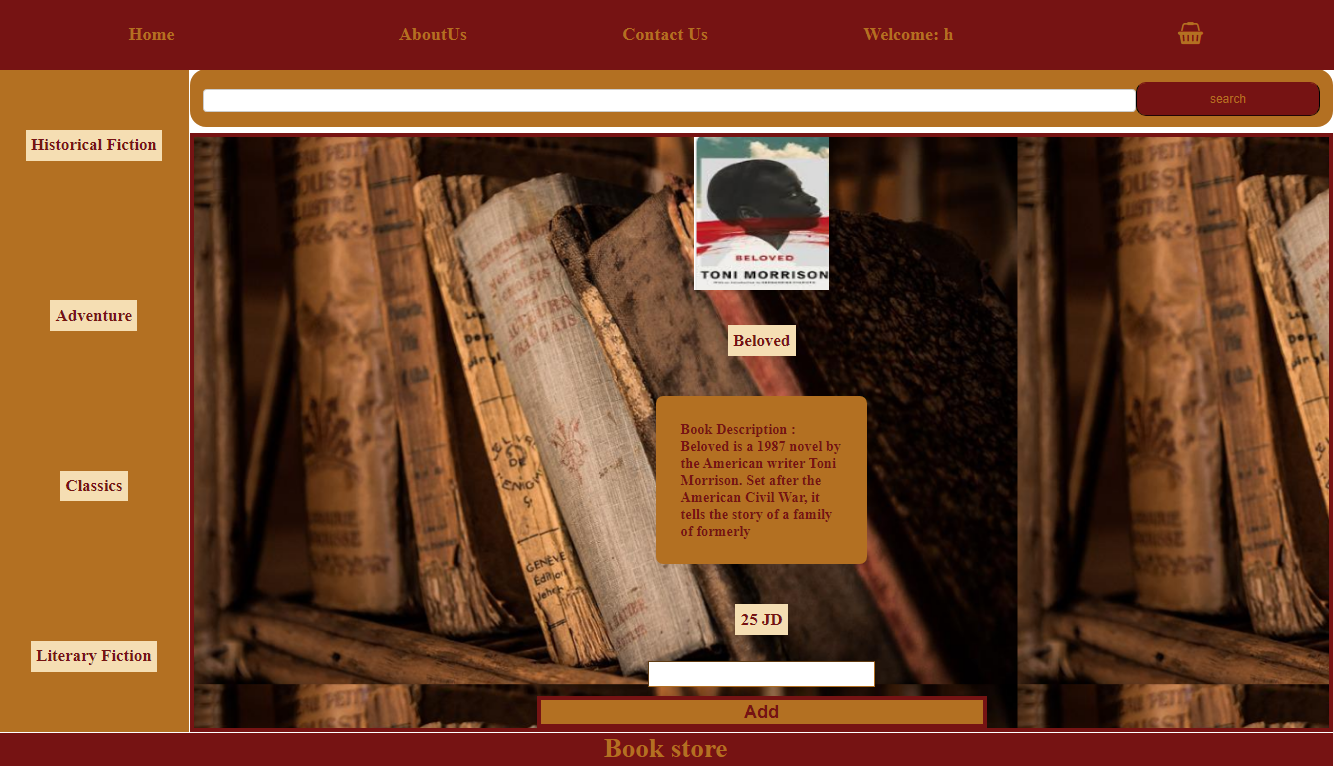 Home
AboutUs
Contact Us
Welcome: h
search
Historical Fiction
Adventure
Classics
Literary Fiction
BELOVED
TONI MORRISON
Beloved
Book Description :
Beloved is a 1987 novel by
the American writer Toni
Morrison. Set after the
American Civil War, it
tells the story of a family
of formerly
25 JD
Add
Book store